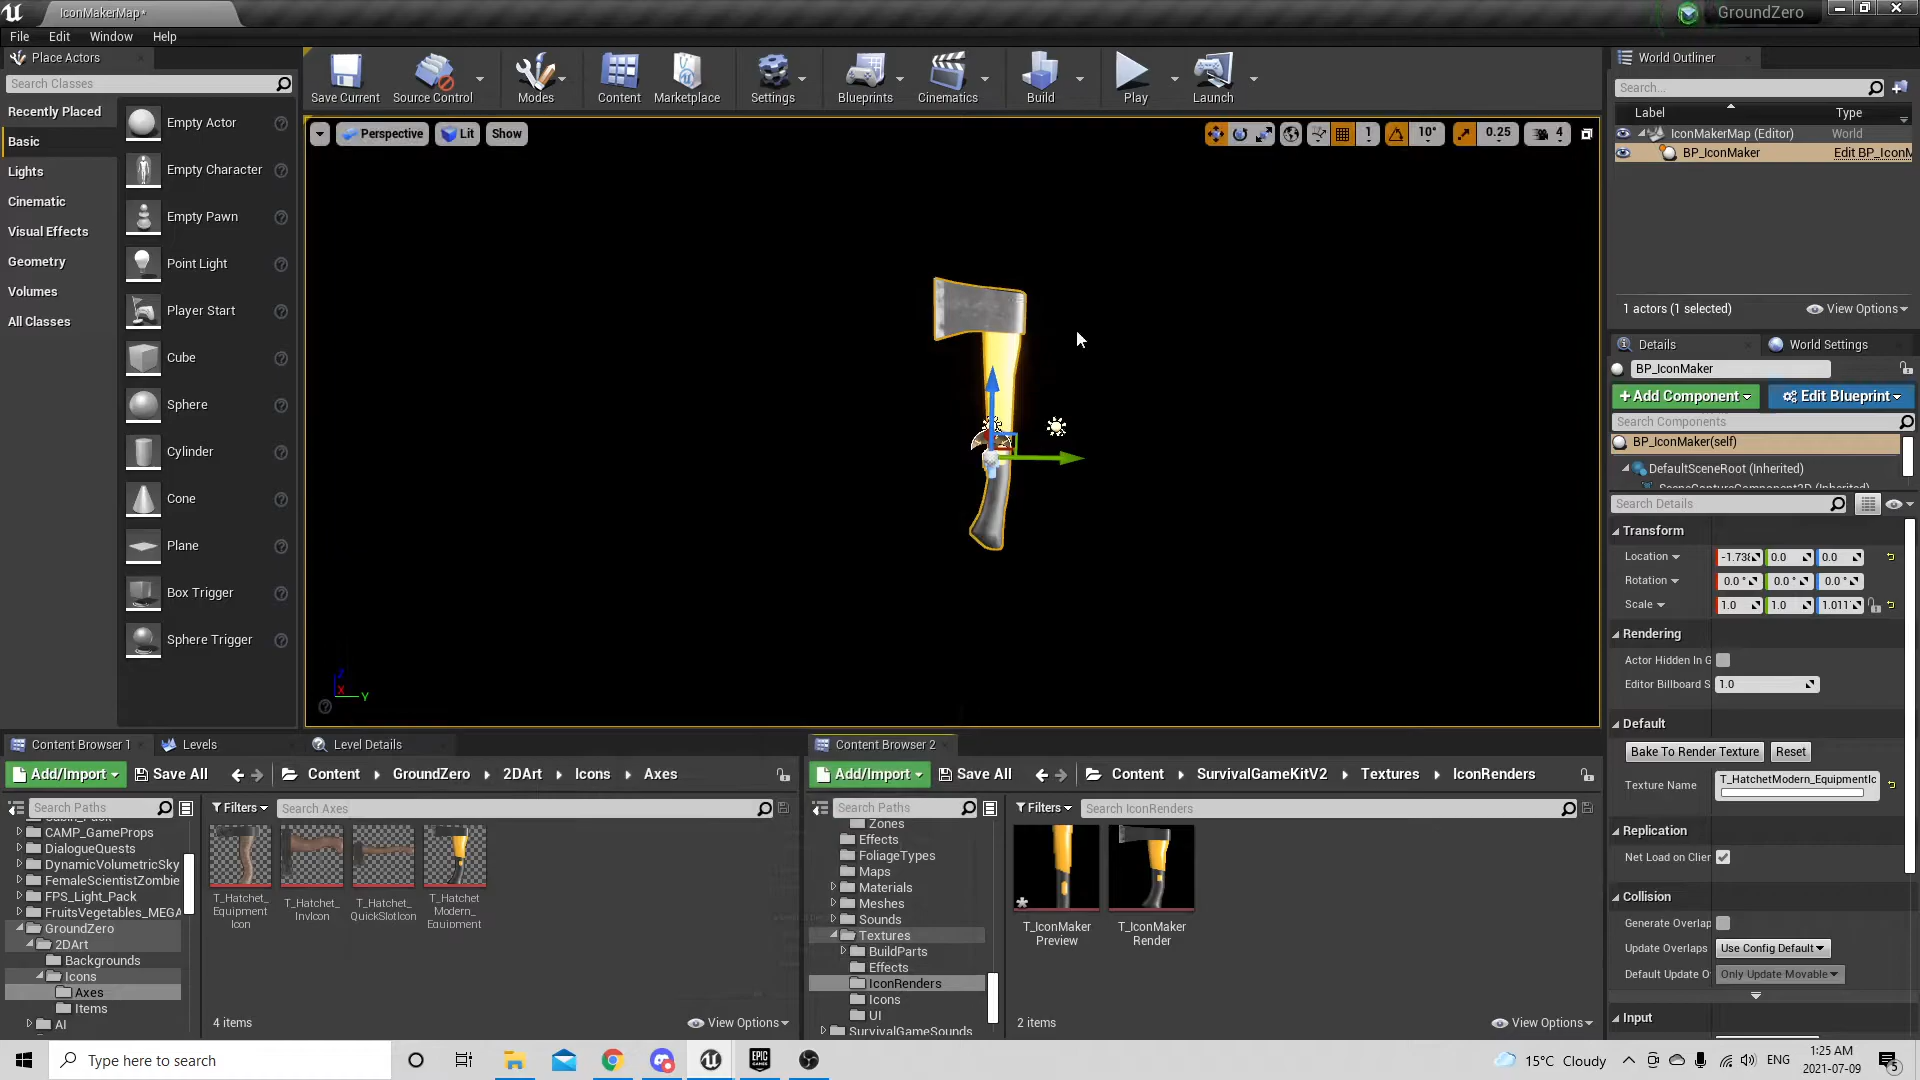 IconMakerMap*
GroundZero
File
Edit
Window
Help
Place Actors
Search Classes
Recently Placed
Basic
Lights
Cinematic
Visual Effects
Geometry
Volumes
All Classes
Empty Actor
Empty Character
Empty Pawn
Point Light
Player Start
Cube
Sphere
Cylinder
Cone
Plane
Box Trigger
Sphere Trigger
Save Current
Source Control
Modes
Content
Marketplace
Settings
Blueprints
Cinematics
Build
Play
Launch
Perspective
Lit
Show
1
10°
0.25
4
Z
X
Y
World Outliner
Search...
Label
Type
IconMakerMap (Editor)
World
BP_IconMaker
Edit BP_IconM
1 actors (1 selected)
View Options
Details
World Settings
BP_IconMaker
+Add Component
Edit Blueprint
Search Components
BP_IconMaker(self)
DefaultSceneRoot (Inherited)
SceneCaptureComponent2D (Inherited)
Search Details
Transform
Location
-1.738
0.0
0.0
Rotation
0.0 °
0.0 °
0.0 °
Scale
1.0
1.0
1.011
Rendering
Actor Hidden In G
Editor Billboard S
1.0
Default
Bake To Render Texture
Reset
Texture Name
T_HatchetModern_EquipmentIc
Replication
Net Load on Clier
Collision
Generate Overlap
Update Overlaps
Use Config Default
Default Update O
Only Update Movable
Input
Content Browser 1
Levels
Level Details
Add/Import
Save All
Content
GroundZero
2DArt
Icons
Axes
Search Paths
Filters
Search Axes
Cabin_Pack
CAMP_GameProps
DialogueQuests
DynamicVolumetricSky
FemaleScientistZombie
FPS_Light_Pack
FruitsVegetables_MEGA
GroundZero
2DArt
Backgrounds
Icons
Axes
Items
AI
T_Hatchet_
Equipment
Icon
T_Hatchet_
InvIcon
T_Hatchet_
QuickSlotIcon
T_Hatchet
Modern_
Equipment
4 items
View Options
Content Browser 2
Add/Import
Save All
Content
SurvivalGameKitV2
Textures
IconRenders
Search Paths
Filters
Search IconRenders
Zones
Effects
FoliageTypes
Maps
Materials
Meshes
Sounds
Textures
BuildParts
Effects
IconRenders
Icons
UI
SurvivalGameSounds
T_IconMaker
Preview
T_IconMaker
Render
2 items
View Options
Type here to search
EPIC
GAMES
15°C Cloudy
ENG
1:25 AM
2021-07-09
5